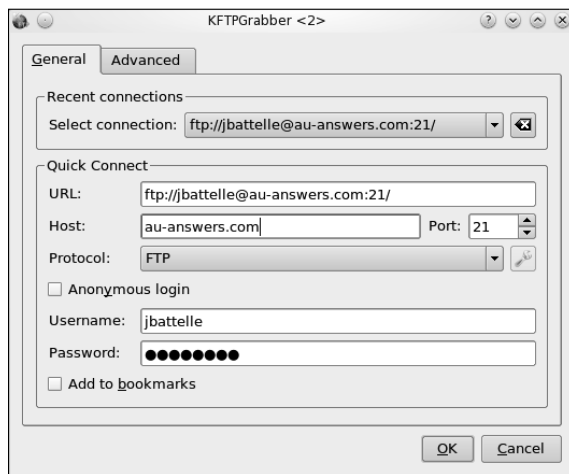 KFTPGrabber <2>
General Advanced
Recent connections
Select connection: ftp://jbattelle@au-answers.com:21/
Quick Connect
URL: ftp://jbattelle@au-answers.com:21/
Host: au-answers.com Port: 21
Protocol: FTP
Anonymous login
Username: jbattelle
Password: ●●●●●●●●
Add to bookmarks
OK Cancel